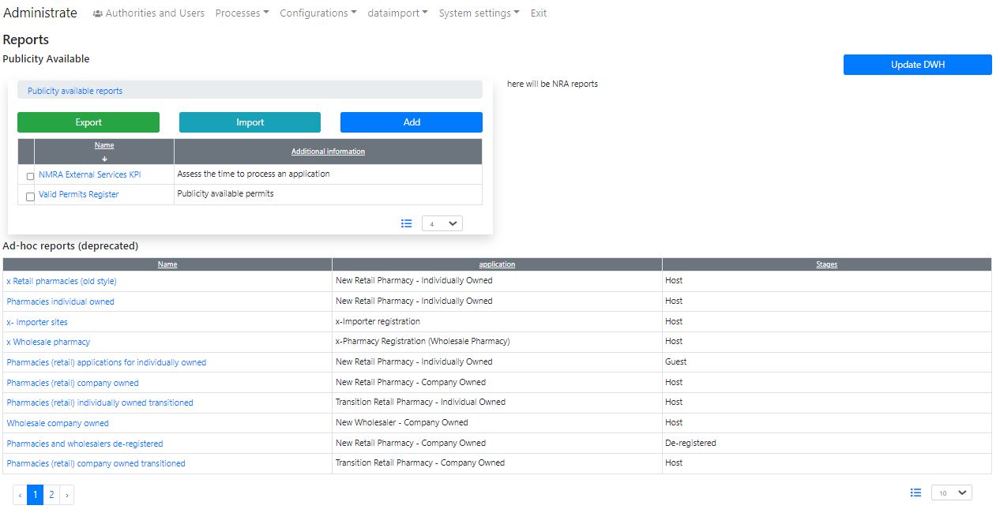 Administrate Authorities and Users Processes Configurations dataimport System settings Exit
Reports
Publicity Available
Update DWH
Publicity available reports
here will be NRA reports
Export Import Add
Name Additional information
NMRA External Services KPI Assess the time to process an application
Valid Permits Register Publicity available permits
4
Ad-hoc reports (deprecated)
Name application Stages
x Retail pharmacies (old style) New Retail Pharmacy - Individually Owned Host
Pharmacies individual owned New Retail Pharmacy - Individually Owned Host
x- Importer sites x-Importer registration Host
x Wholesale pharmacy x-Pharmacy Registration (Wholesale Pharmacy) Host
Pharmacies (retail) applications for individually owned New Retail Pharmacy - Individually Owned Guest
Pharmacies (retail) company owned New Retail Pharmacy - Company Owned Host
Pharmacies (retail) individually owned transitioned Transition Retail Pharmacy - Individual Owned Host
Wholesale company owned New Wholesaler - Company Owned Host
Pharmacies and wholesalers de-registered New Retail Pharmacy - Company Owned De-registered
Pharmacies (retail) company owned transitioned Transition Retail Pharmacy - Company Owned Host
‹ 1 2 › 10